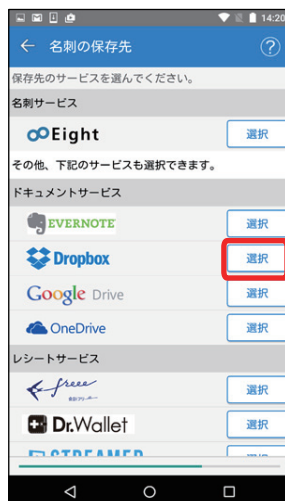 14:20
名刺の保存先
?
保存先のサービスを選んでください。
名刺サービス
Eight 選択
その他、下記のサービスも選択できます。
ドキュメントサービス
EVERNOTE 選択
Dropbox 選択
Google Drive 選択
OneDrive 選択
レシートサービス
freee 選択
Dr.Wallet 選択
STREAMED